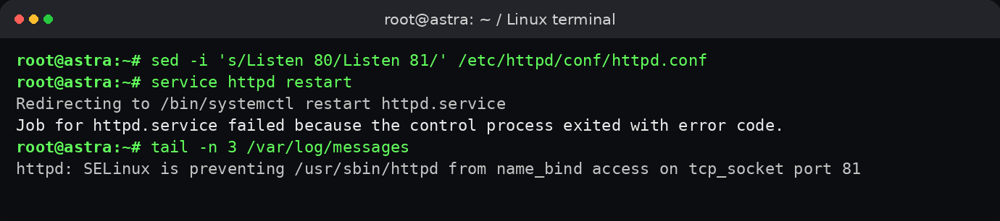 root@astra: ~ / Linux terminal
root@astra:~# sed -i 's/Listen 80/Listen 81/' /etc/httpd/conf/httpd.conf
root@astra:~# service httpd restart
Redirecting to /bin/systemctl restart httpd.service
Job for httpd.service failed because the control process exited with error code.
root@astra:~# tail -n 3 /var/log/messages
httpd: SELinux is preventing /usr/sbin/httpd from name_bind access on tcp_socket port 81